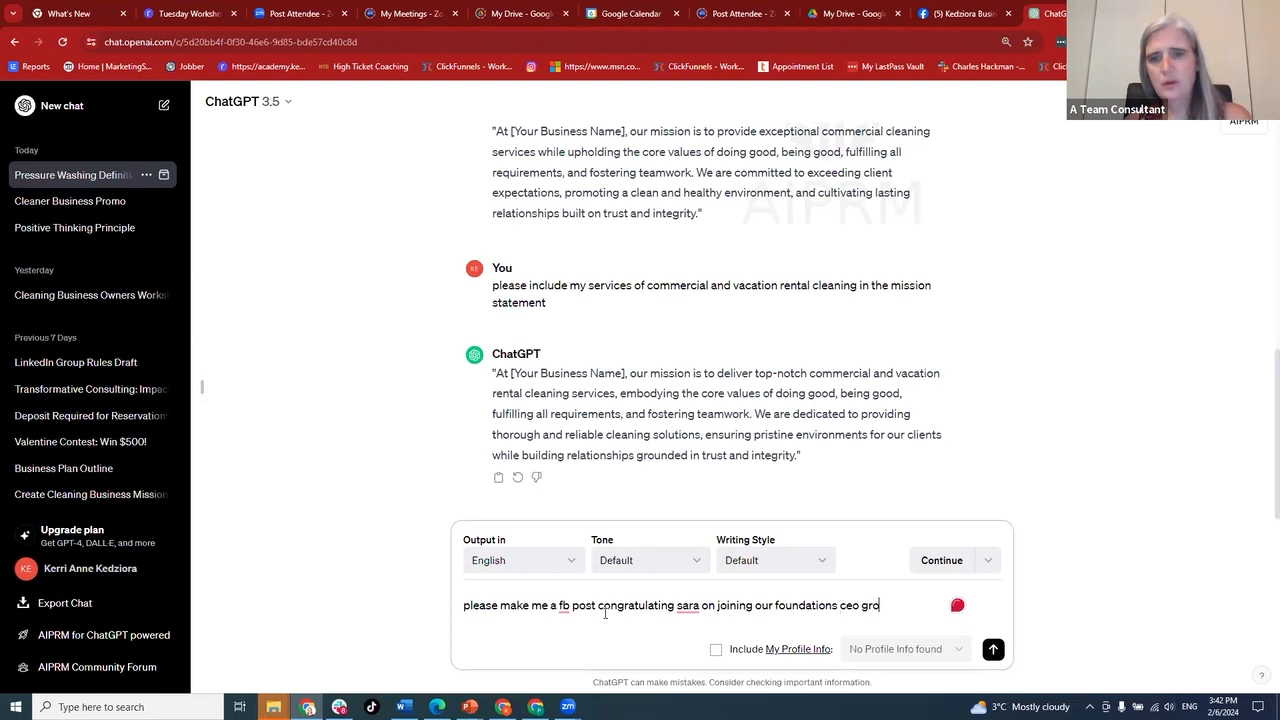 What's New
Tuesday Worksho
Post Attendee - Zo
My Meetings - Zo
My Drive - Google
Google Calendar
Post Attendee - Zo
My Drive - Google
(5) Kedziora Busi
ChatG
chat.openai.com/c/5d20bb4f-0f30-46e6-9d85-bde57cd40c8d
Reports
Home | MarketingS...
Jobber
https://academy.ke...
High Ticket Coaching
ClickFunnels - Work...
https://www.msn.co...
ClickFunnels - Work...
Appointment List
My LastPass Vault
Charles Hackman -...
Clic
A Team Consultant
New chat
ChatGPT 3.5
AIPRM
Today
Pressure Washing Definiti
Cleaner Business Promo
Positive Thinking Principle
Yesterday
Cleaning Business Owners Works
Previous 7 Days
LinkedIn Group Rules Draft
Transformative Consulting: Impac
Deposit Required for Reservation
Valentine Contest: Win $500!
Business Plan Outline
Create Cleaning Business Mission
Upgrade plan
Get GPT-4, DALL·E, and more
KE Kerri Anne Kedziora
Export Chat
AIPRM for ChatGPT powered
AIPRM Community Forum
"At [Your Business Name], our mission is to provide exceptional commercial cleaning
services while upholding the core values of doing good, being good, fulfilling all
requirements, and fostering teamwork. We are committed to exceeding client
expectations, promoting a clean and healthy environment, and cultivating lasting
relationships built on trust and integrity."
AIPRM
KE You
please include my services of commercial and vacation rental cleaning in the mission
statement
ChatGPT
"At [Your Business Name], our mission is to deliver top-notch commercial and vacation
rental cleaning services, embodying the core values of doing good, being good,
fulfilling all requirements, and fostering teamwork. We are dedicated to providing
thorough and reliable cleaning solutions, ensuring pristine environments for our clients
while building relationships grounded in trust and integrity."
Output in
Tone
Writing Style
English
Default
Default
Continue
please make me a fb post congratulating sara on joining our foundations ceo gro
Include My Profile Info:
No Profile Info found
ChatGPT can make mistakes. Consider checking important information.
?
Type here to search
3°C Mostly cloudy
3:42 PM
2/6/2024